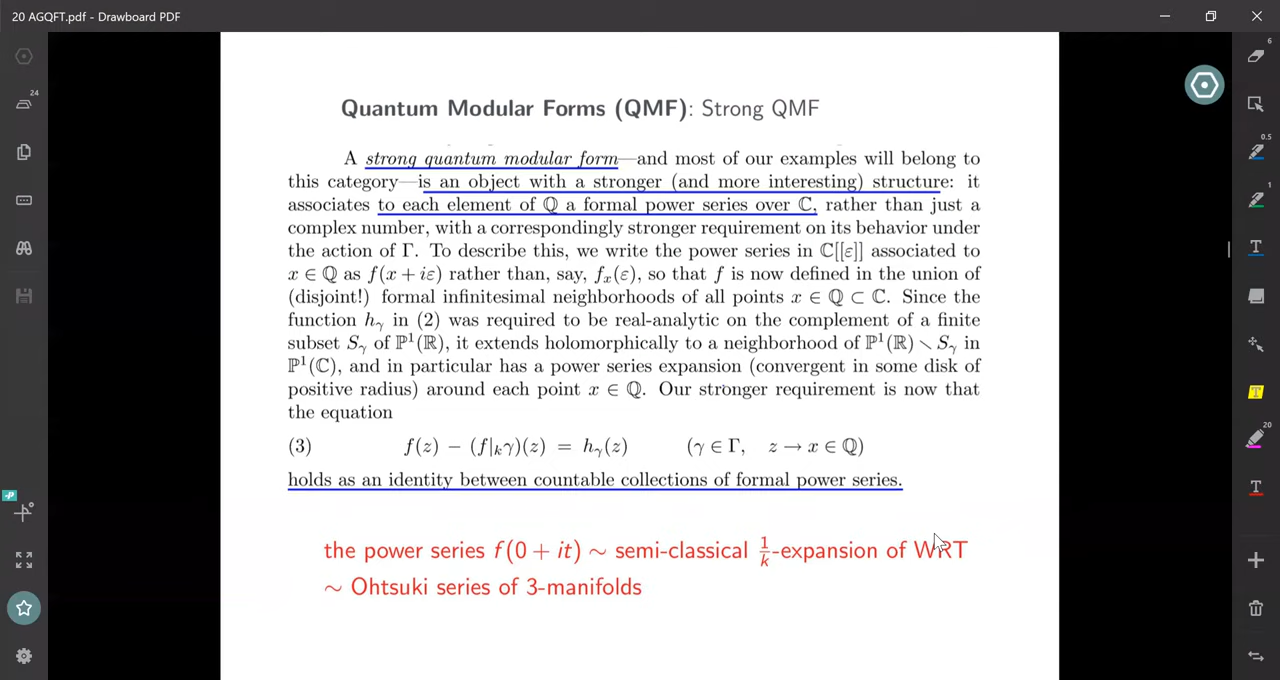 20 AGQFT.pdf - Drawboard PDF
6
24
0.5
1
20
Quantum Modular Forms (QMF): Strong QMF
A strong quantum modular form—and most of our examples will belong to
this category—is an object with a stronger (and more interesting) structure: it
associates to each element of ℚ a formal power series over ℂ, rather than just a
complex number, with a correspondingly stronger requirement on its behavior under
the action of Γ. To describe this, we write the power series in ℂ[[ε]] associated to
x ∈ ℚ as f(x + iε) rather than, say, fₓ(ε), so that f is now defined in the union of
(disjoint!) formal infinitesimal neighborhoods of all points x ∈ ℚ ⊂ ℂ. Since the
function h_γ in (2) was required to be real-analytic on the complement of a finite
subset S_γ of ℙ¹(ℝ), it extends holomorphically to a neighborhood of ℙ¹(ℝ) ∖ S_γ in
ℙ¹(ℂ), and in particular has a power series expansion (convergent in some disk of
positive radius) around each point x ∈ ℚ. Our stronger requirement is now that
the equation
(3) f(z) − (f|ₖγ)(z) = h_γ(z) (γ ∈ Γ, z → x ∈ ℚ)
holds as an identity between countable collections of formal power series.
the power series f(0 + it) ∼ semi-classical 1/k-expansion of WRT
∼ Ohtsuki series of 3-manifolds